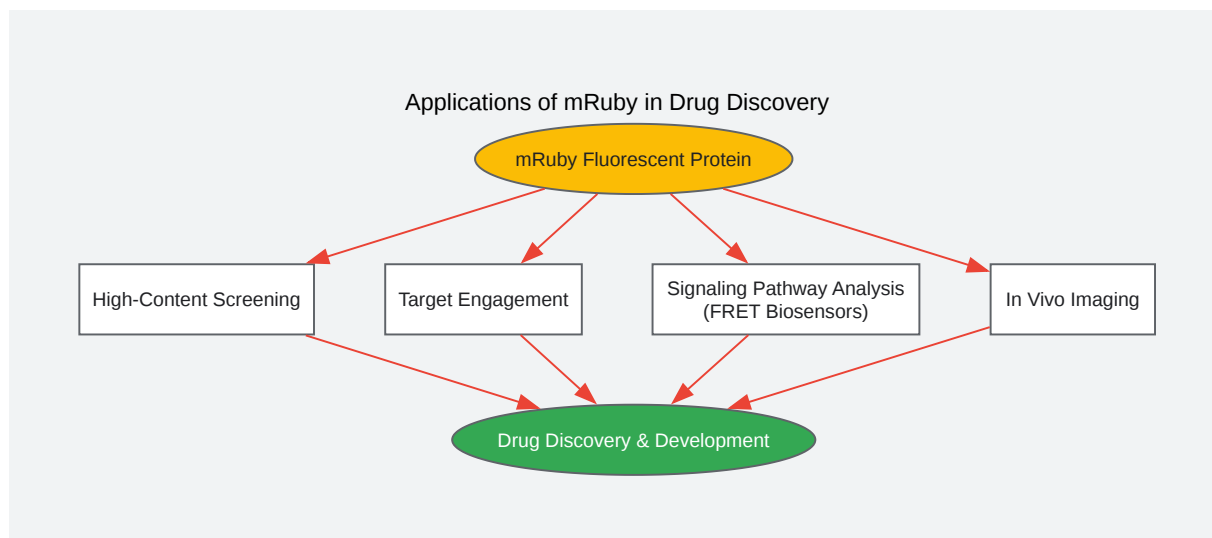 Applications of mRuby in Drug Discovery
mRuby Fluorescent Protein
High-Content Screening
Target Engagement
Signaling Pathway Analysis
(FRET Biosensors)
In Vivo Imaging
Drug Discovery & Development